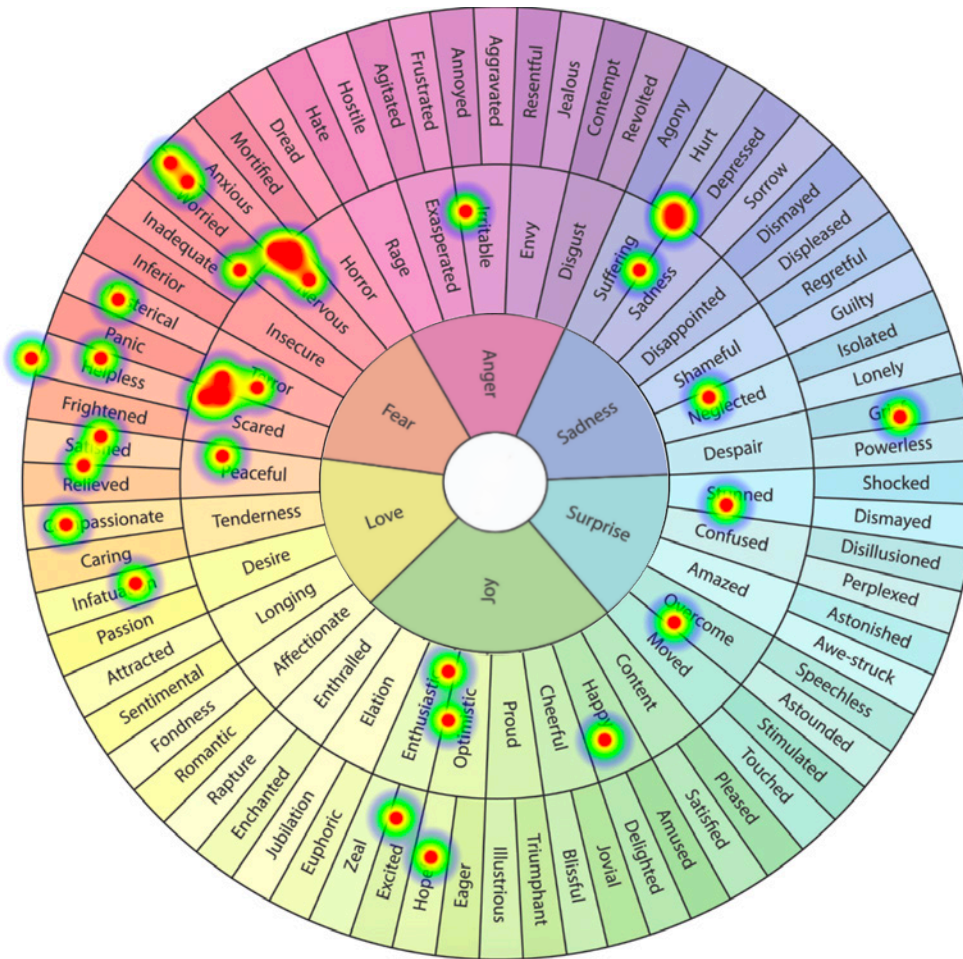 Anger
Sadness
Surprise
Joy
Love
Fear
Rage
Exasperated
Irritable
Envy
Disgust
Suffering
Sadness
Disappointed
Shameful
Neglected
Despair
Stunned
Confused
Amazed
Overcome
Moved
Content
Happy
Cheerful
Proud
Optimistic
Enthusiastic
Elation
Enthralled
Affectionate
Longing
Desire
Tenderness
Peaceful
Scared
Terror
Insecure
Nervous
Horror
Hate
Hostile
Agitated
Frustrated
Annoyed
Aggravated
Resentful
Jealous
Contempt
Revolted
Agony
Hurt
Depressed
Sorrow
Dismayed
Displeased
Regretful
Guilty
Isolated
Lonely
Grief
Powerless
Shocked
Dismayed
Disillusioned
Perplexed
Astonished
Awe-struck
Speechless
Astounded
Stimulated
Touched
Pleased
Satisfied
Amused
Delighted
Jovial
Blissful
Triumphant
Illustrious
Eager
Hope
Excited
Zeal
Euphoric
Jubilation
Enchanted
Rapture
Romantic
Fondness
Sentimental
Attracted
Passion
Infatuation
Caring
Compassionate
Relieved
Satisfied
Frightened
Helpless
Panic
Hysterical
Inferior
Inadequate
Worried
Anxious
Mortified
Dread